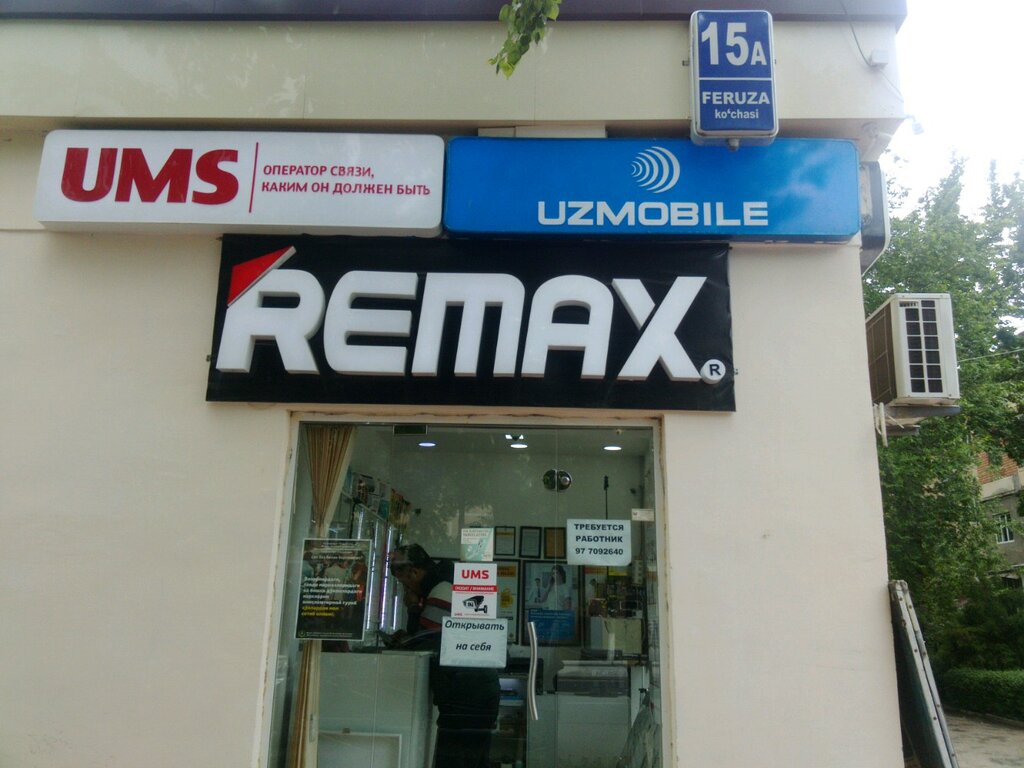 15A
FERUZA
ko'chasi
UMS
ОПЕРАТОР СВЯЗИ,
КАКИМ ОН ДОЛЖЕН БЫТЬ
UZMOBILE
REMAX®
ТРЕБУЕТСЯ
РАБОТНИК
97 7092640
UMS
Открывать
на себя